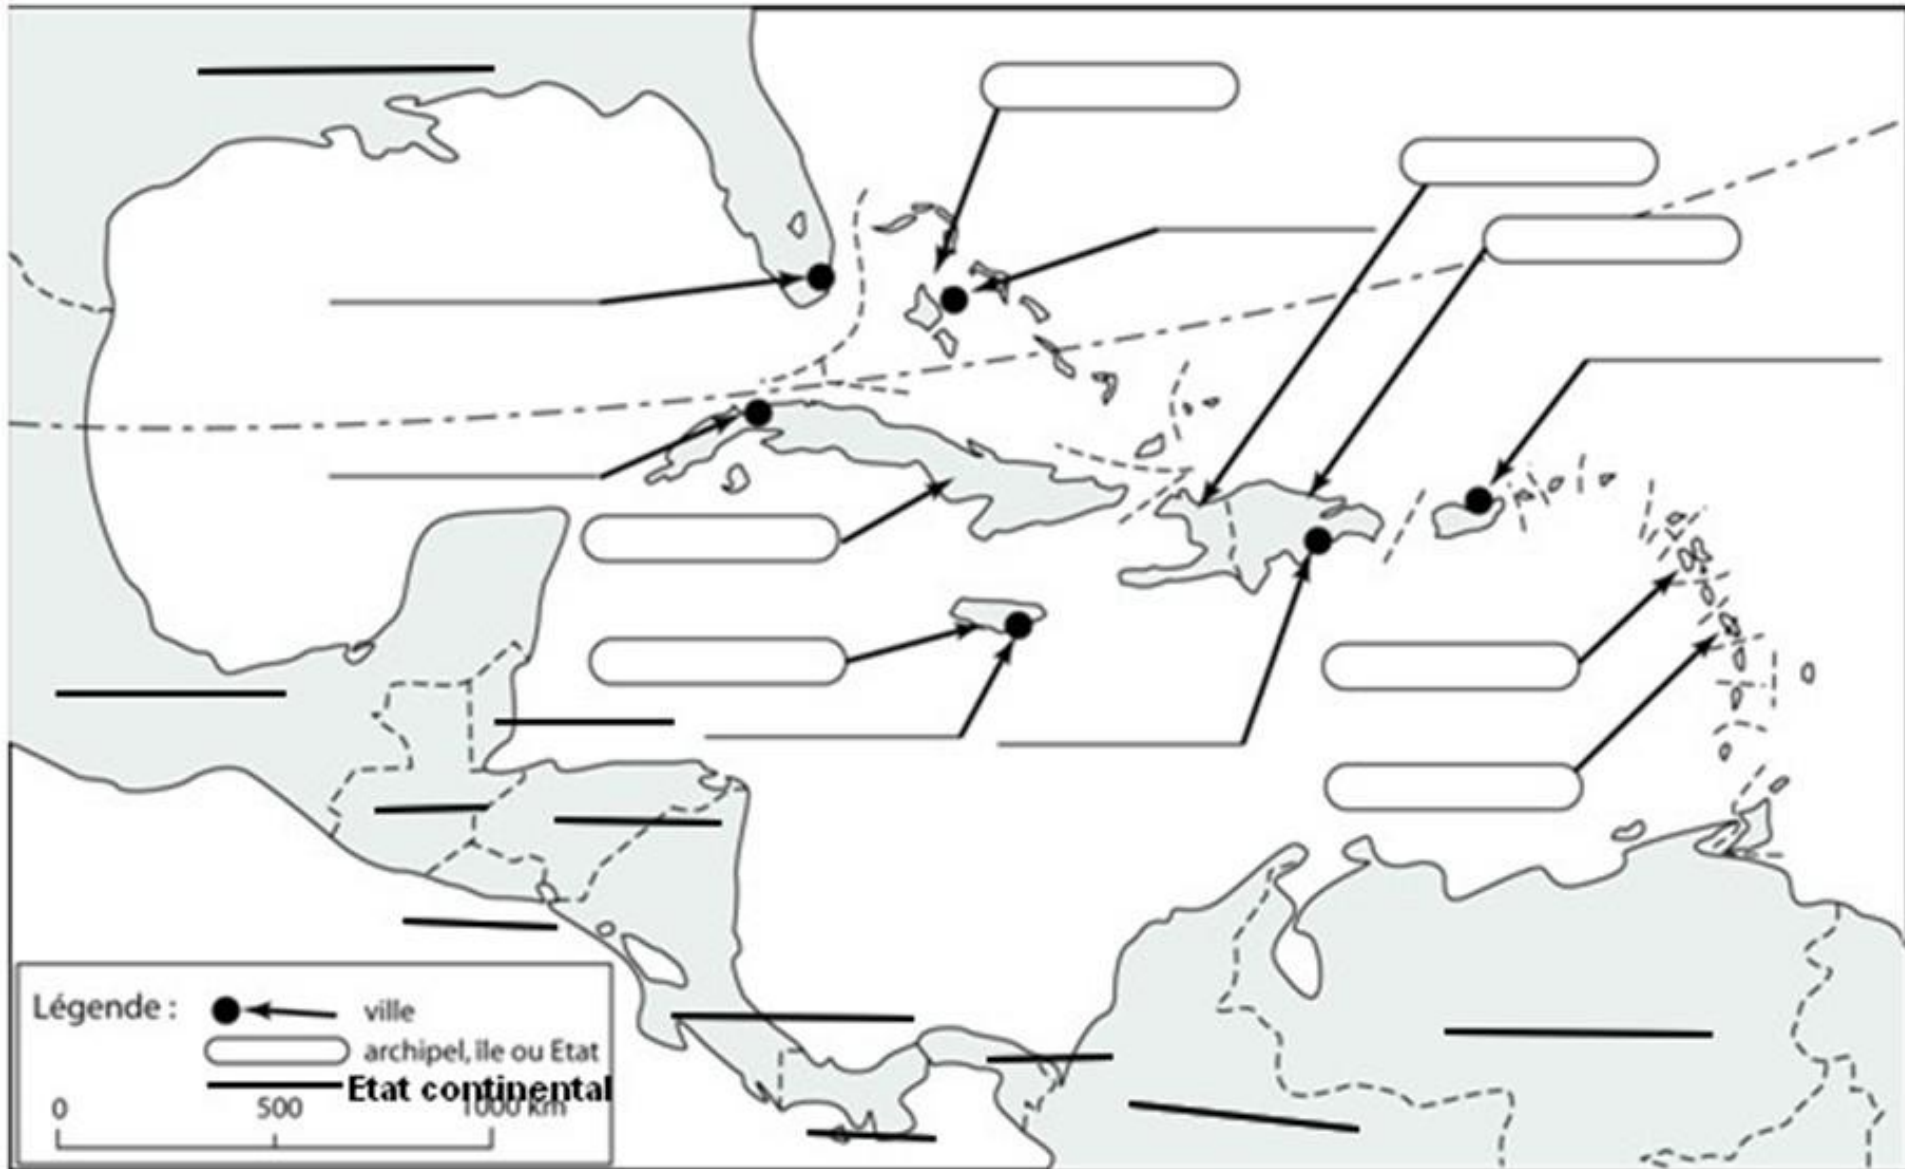 Légende :
ville
archipel, île ou Etat
Etat continental
0 500 1000 km